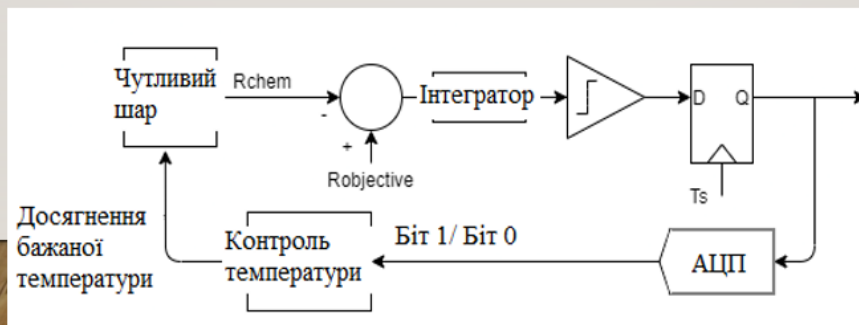 Чутливий
шар
Rchem
-
+
Robjective
Інтегратор
D Q
Ts
Досягнення
бажаної
температури
Контроль
температури
Біт 1/ Біт 0
АЦП